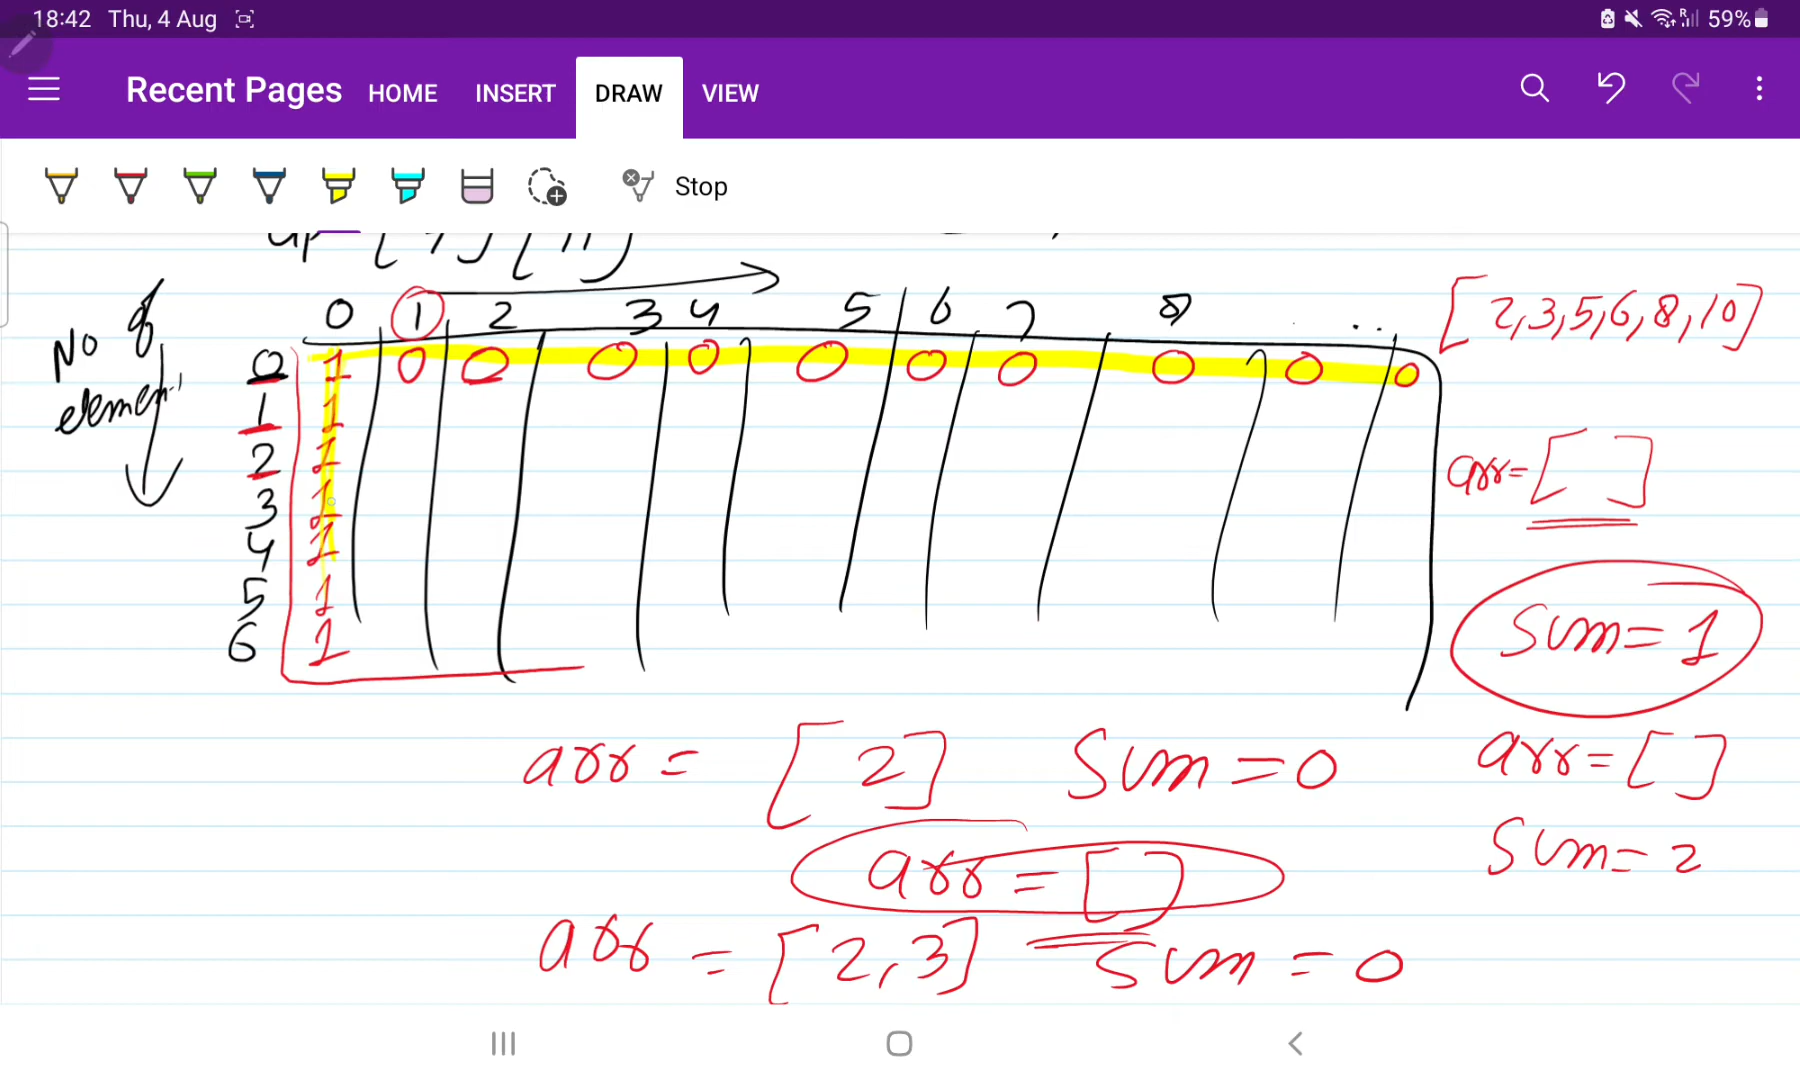 18:42 Thu, 4 Aug 59%
Recent Pages HOME INSERT DRAW VIEW
Stop
[7][11]
No of
element
0 1 2 3 4 5 6 7 8 . . .
0 1 0 0 0 0 0 0 0 0 0 0
1 1
2 1
3 1
4 1
5 1
6 1
[2,3,5,6,8,10]
arr=[ ]
Sum=1
arr=[ ]
Sum=2
arr = [2] Sum=0
arr=[ ]
arr = [2,3] Sum=0